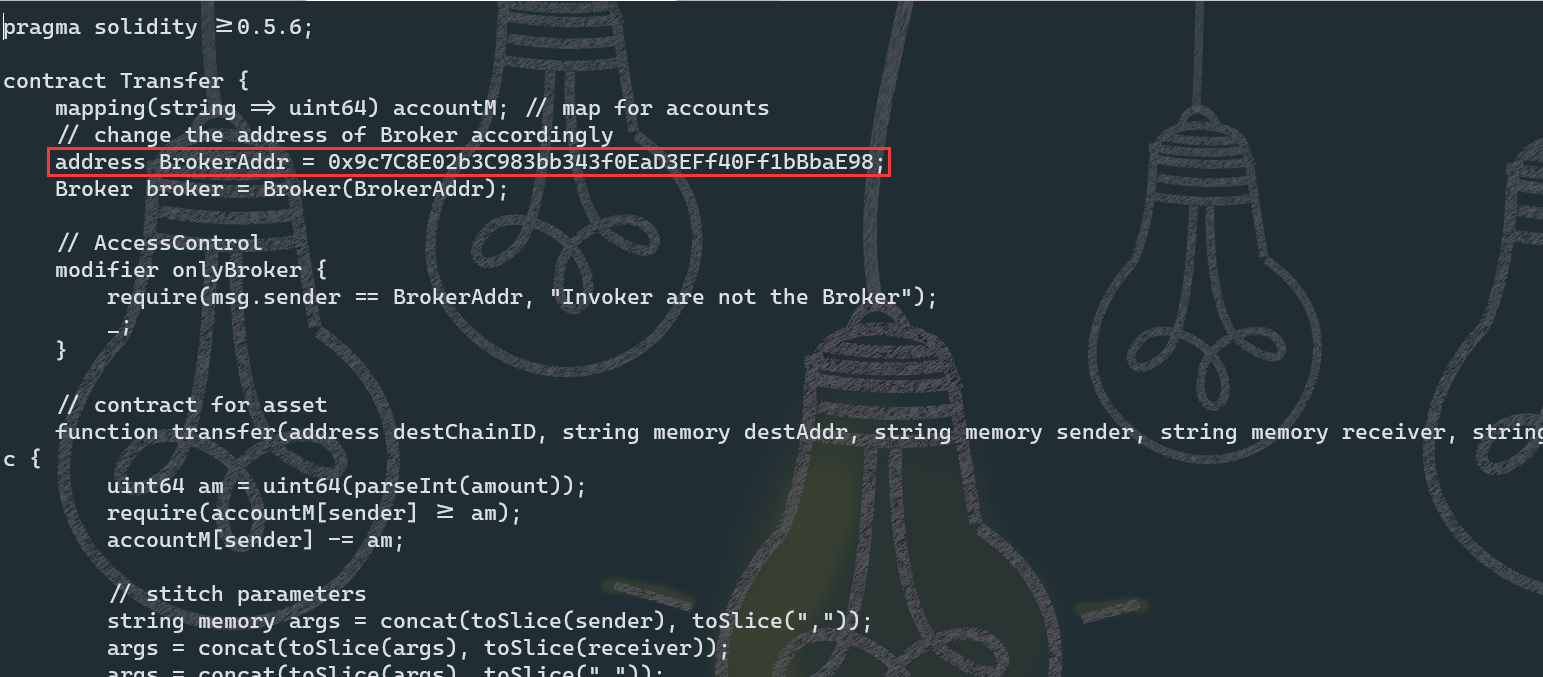 pragma solidity ≥0.5.6;
contract Transfer {
mapping(string => uint64) accountM; // map for accounts
// change the address of Broker accordingly
address BrokerAddr = 0x9c7C8E02b3C983bb343f0EaD3EFf40Ff1bBbaE98;
Broker broker = Broker(BrokerAddr);
// AccessControl
modifier onlyBroker {
require(msg.sender == BrokerAddr, "Invoker are not the Broker");
_;
}
// contract for asset
function transfer(address destChainID, string memory destAddr, string memory sender, string memory receiver, string
c {
uint64 am = uint64(parseInt(amount));
require(accountM[sender] ≥ am);
accountM[sender] -= am;
// stitch parameters
string memory args = concat(toSlice(sender), toSlice(","));
args = concat(toSlice(args), toSlice(receiver));
args = concat(toSlice(args), toSlice(","));